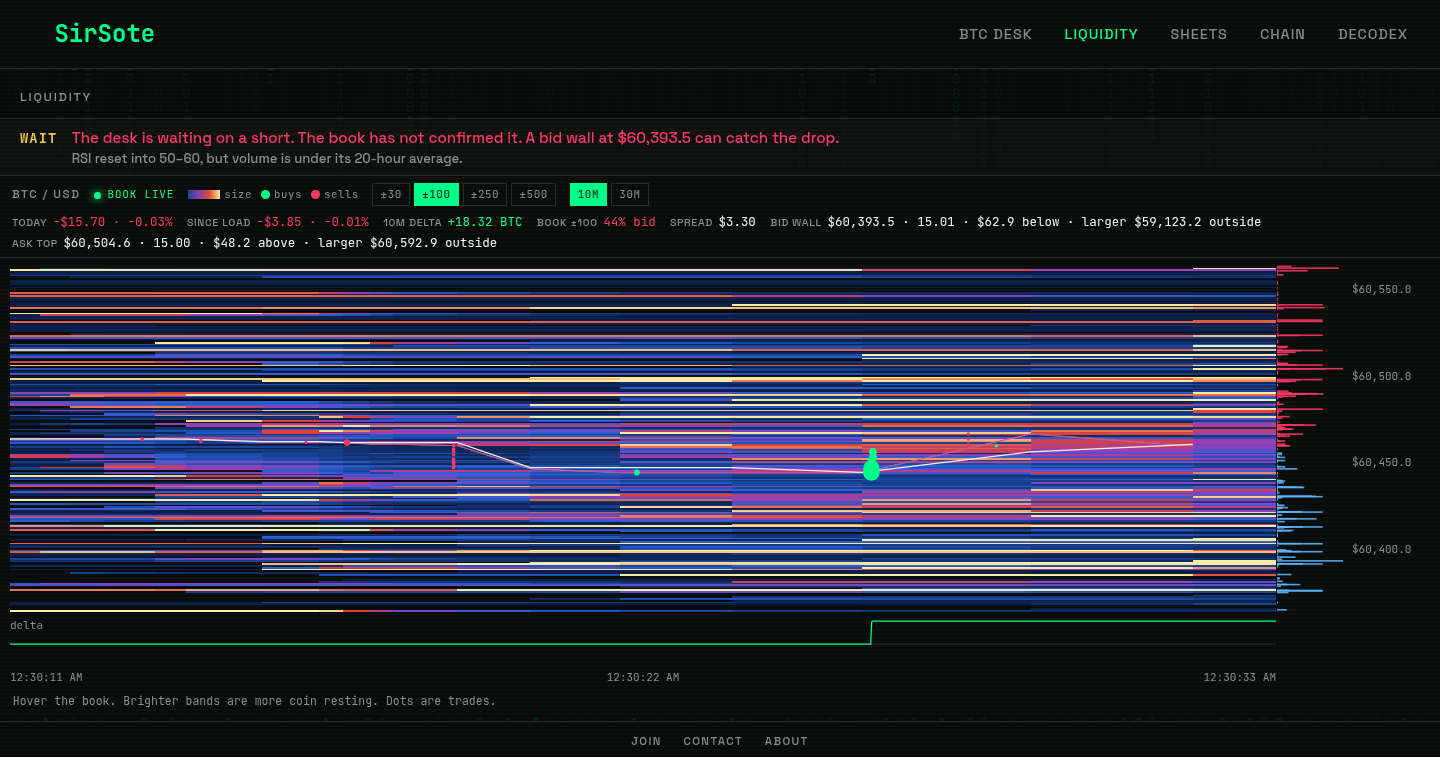 SirSote
BTC DESK LIQUIDITY SHEETS CHAIN DECODEX
LIQUIDITY
WAIT The desk is waiting on a short. The book has not confirmed it. A bid wall at $60,393.5 can catch the drop.
RSI reset into 50–60, but volume is under its 20-hour average.
BTC / USD BOOK LIVE size buys sells ±30 ±100 ±250 ±500 10M 30M
TODAY -$15.70 · -0.03% SINCE LOAD -$3.85 · -0.01% 10M DELTA +18.32 BTC BOOK ±100 44% bid SPREAD $3.30 BID WALL $60,393.5 · 15.01 · $62.9 below · larger $59,123.2 outside
ASK TOP $60,504.6 · 15.00 · $48.2 above · larger $60,592.9 outside
$60,550.0
$60,500.0
$60,450.0
$60,400.0
delta
12:30:11 AM 12:30:22 AM 12:30:33 AM
Hover the book. Brighter bands are more coin resting. Dots are trades.
JOIN CONTACT ABOUT